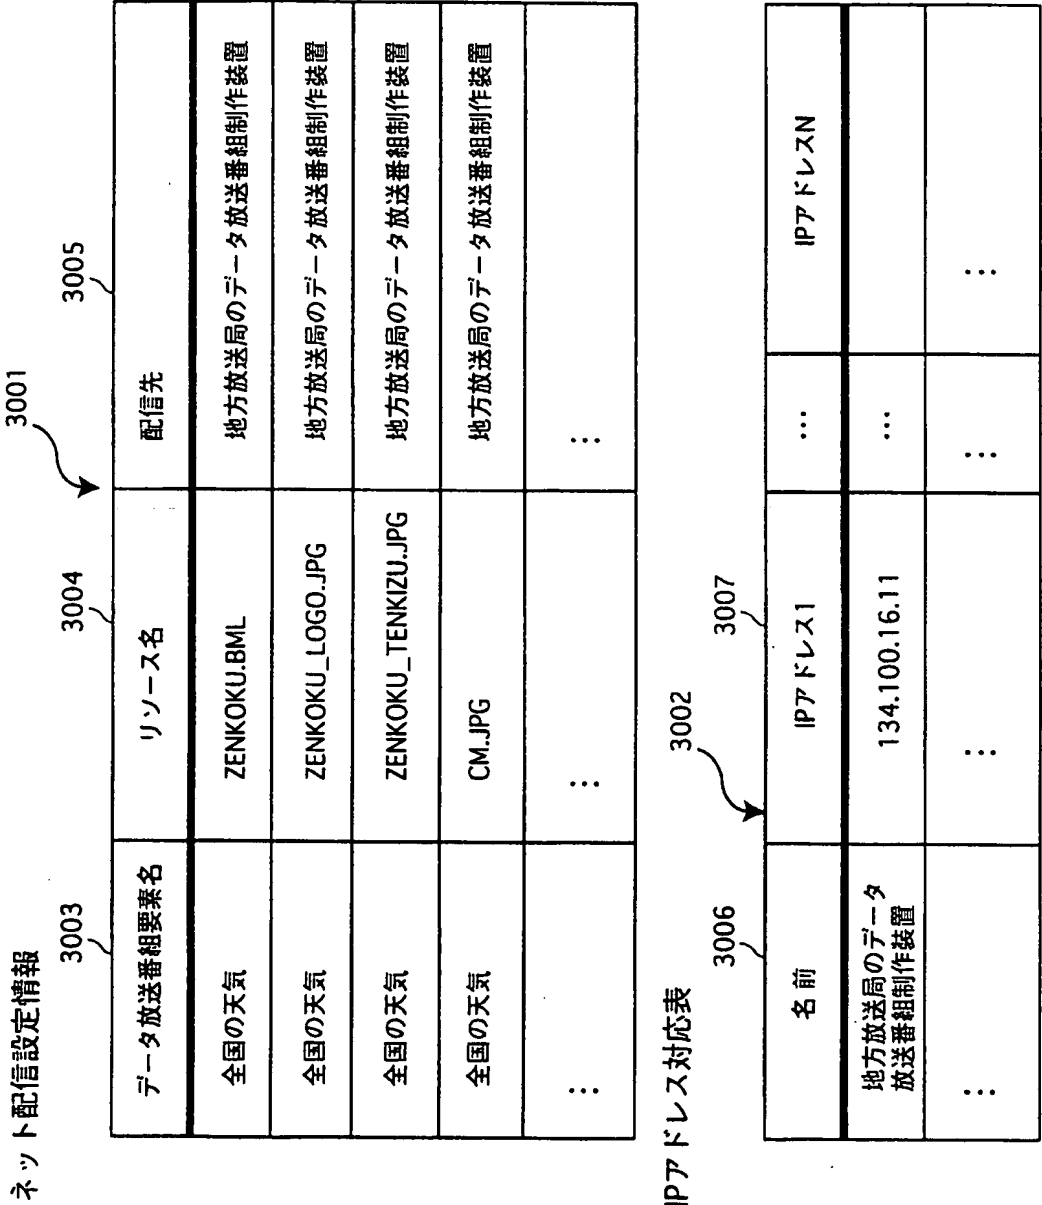 ネット配信設定情報
3001
3003
3004
3005
データ放送番組要素名
リソース名
配信先
全国の天気
ZENKOKU.BML
地方放送局のデータ放送番組制作装置
全国の天気
ZENKOKU_LOGO.JPG
地方放送局のデータ放送番組制作装置
全国の天気
ZENKOKU_TENKIZU.JPG
地方放送局のデータ放送番組制作装置
全国の天気
CM.JPG
地方放送局のデータ放送番組制作装置
⋮
⋮
⋮
IPアドレス対応表
3002
3006
3007
名前
IPアドレス1
…
IPアドレスN
地方放送局のデータ
放送番組制作装置
134.100.16.11
…
⋮
⋮
⋮
⋮